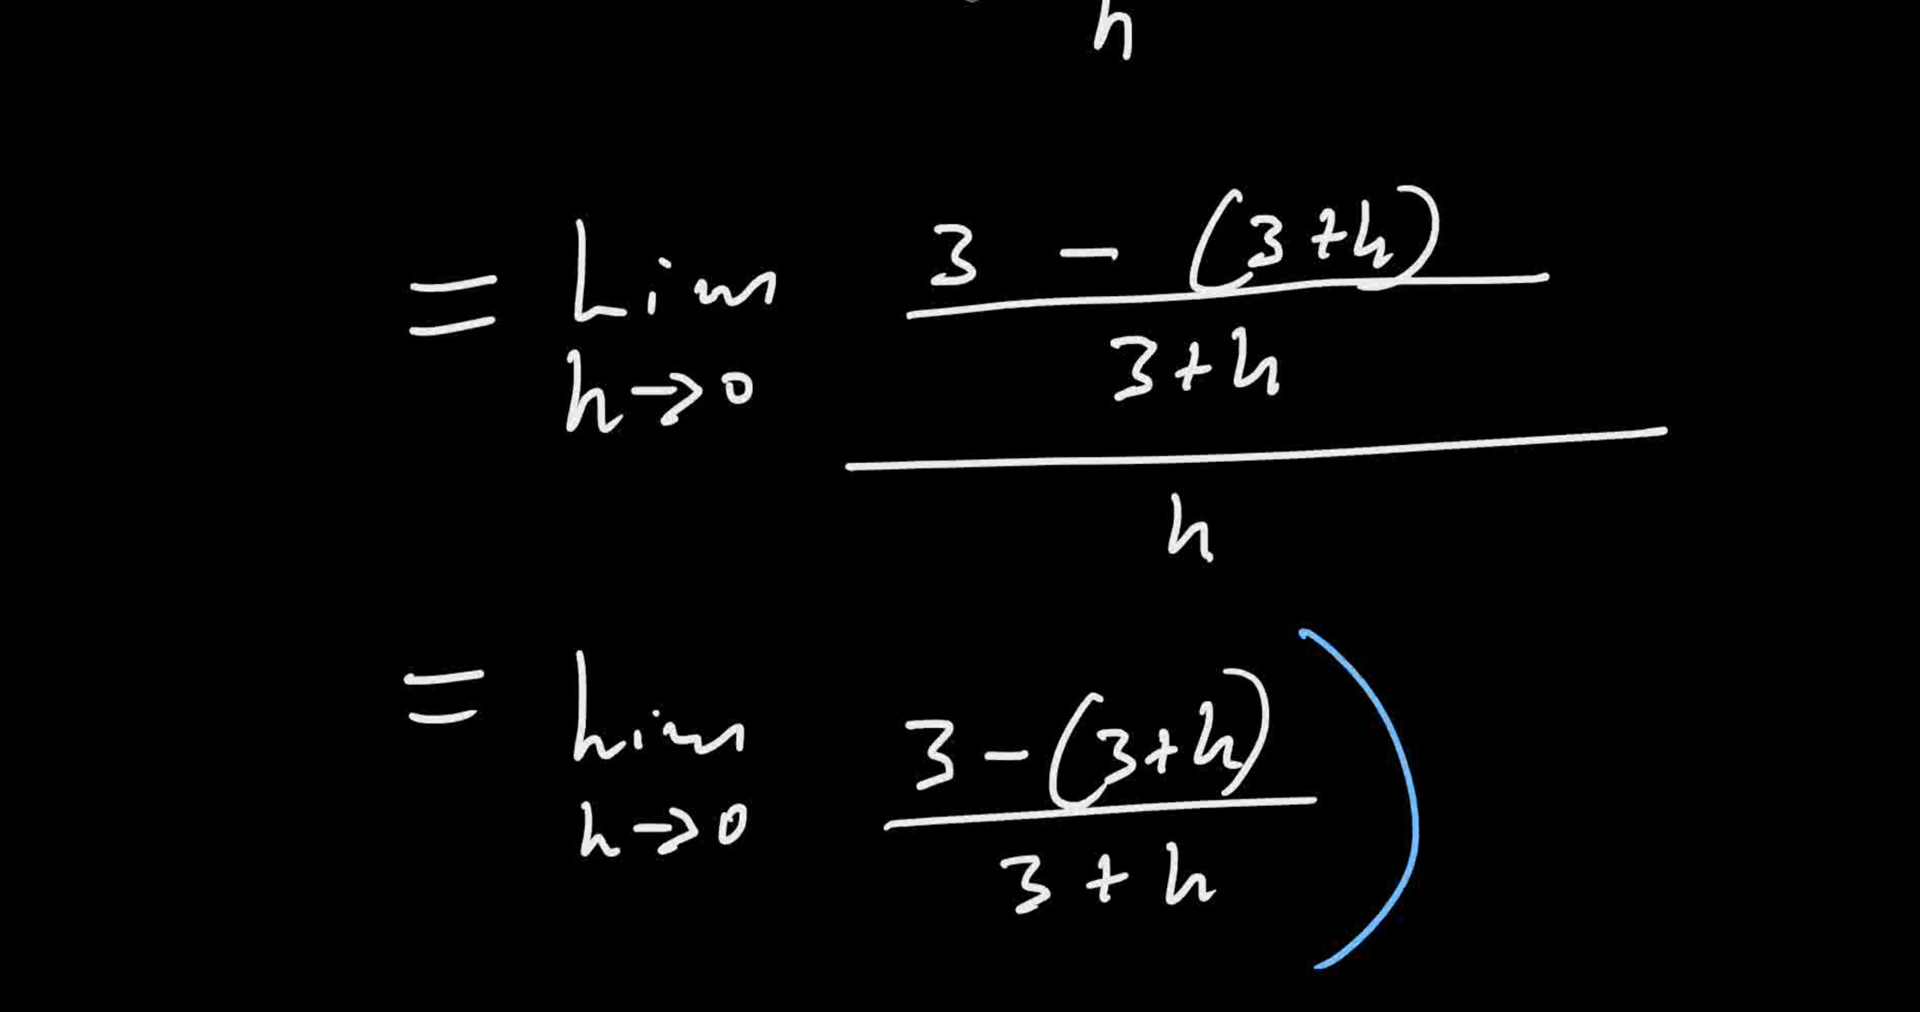 h
= Lim 3 - (3+h)
h→0 3+h
h
= Lim 3-(3+h) )
h→0 3+h